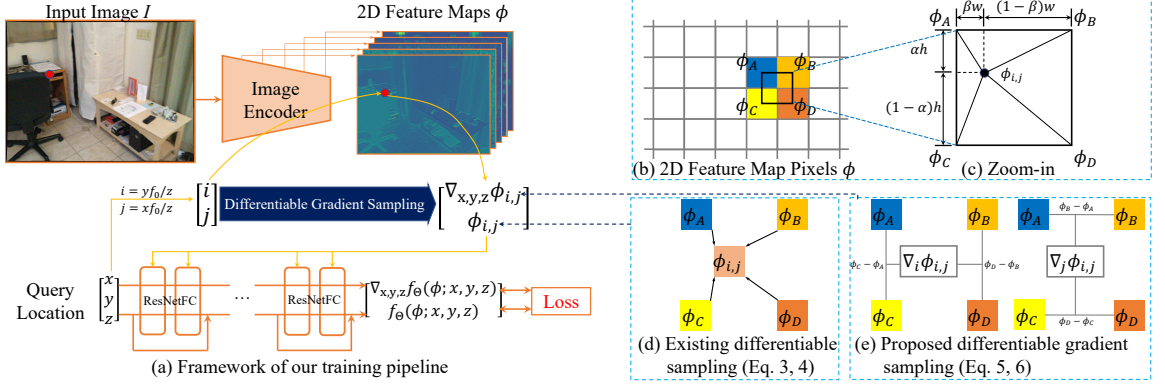 Input Image I
2D Feature Maps ϕ
Image
Encoder
i = yf₀/z
j = xf₀/z
[i
j]
Differentiable Gradient Sampling
[∇x,y,zϕi,j
ϕi,j]
Query
Location
[x
y
z]
ResNetFC
...
ResNetFC
[∇x,y,z fΘ(ϕ; x, y, z)
fΘ(ϕ; x, y, z)]
Loss
(a) Framework of our training pipeline
ϕA
ϕB
ϕC
ϕD
(b) 2D Feature Map Pixels ϕ
βw
(1 − β)w
ϕA
ϕB
αh
ϕi,j
(1 − α)h
ϕC
ϕD
(c) Zoom-in
ϕA
ϕB
ϕi,j
ϕC
ϕD
(d) Existing differentiable
sampling (Eq. 3, 4)
ϕA
ϕB
ϕC − ϕA
∇iϕi,j
ϕD − ϕB
ϕC
ϕD
ϕA
ϕB − ϕA
ϕB
∇jϕi,j
ϕC
ϕD − ϕC
ϕD
(e) Proposed differentiable gradient
sampling (Eq. 5, 6)